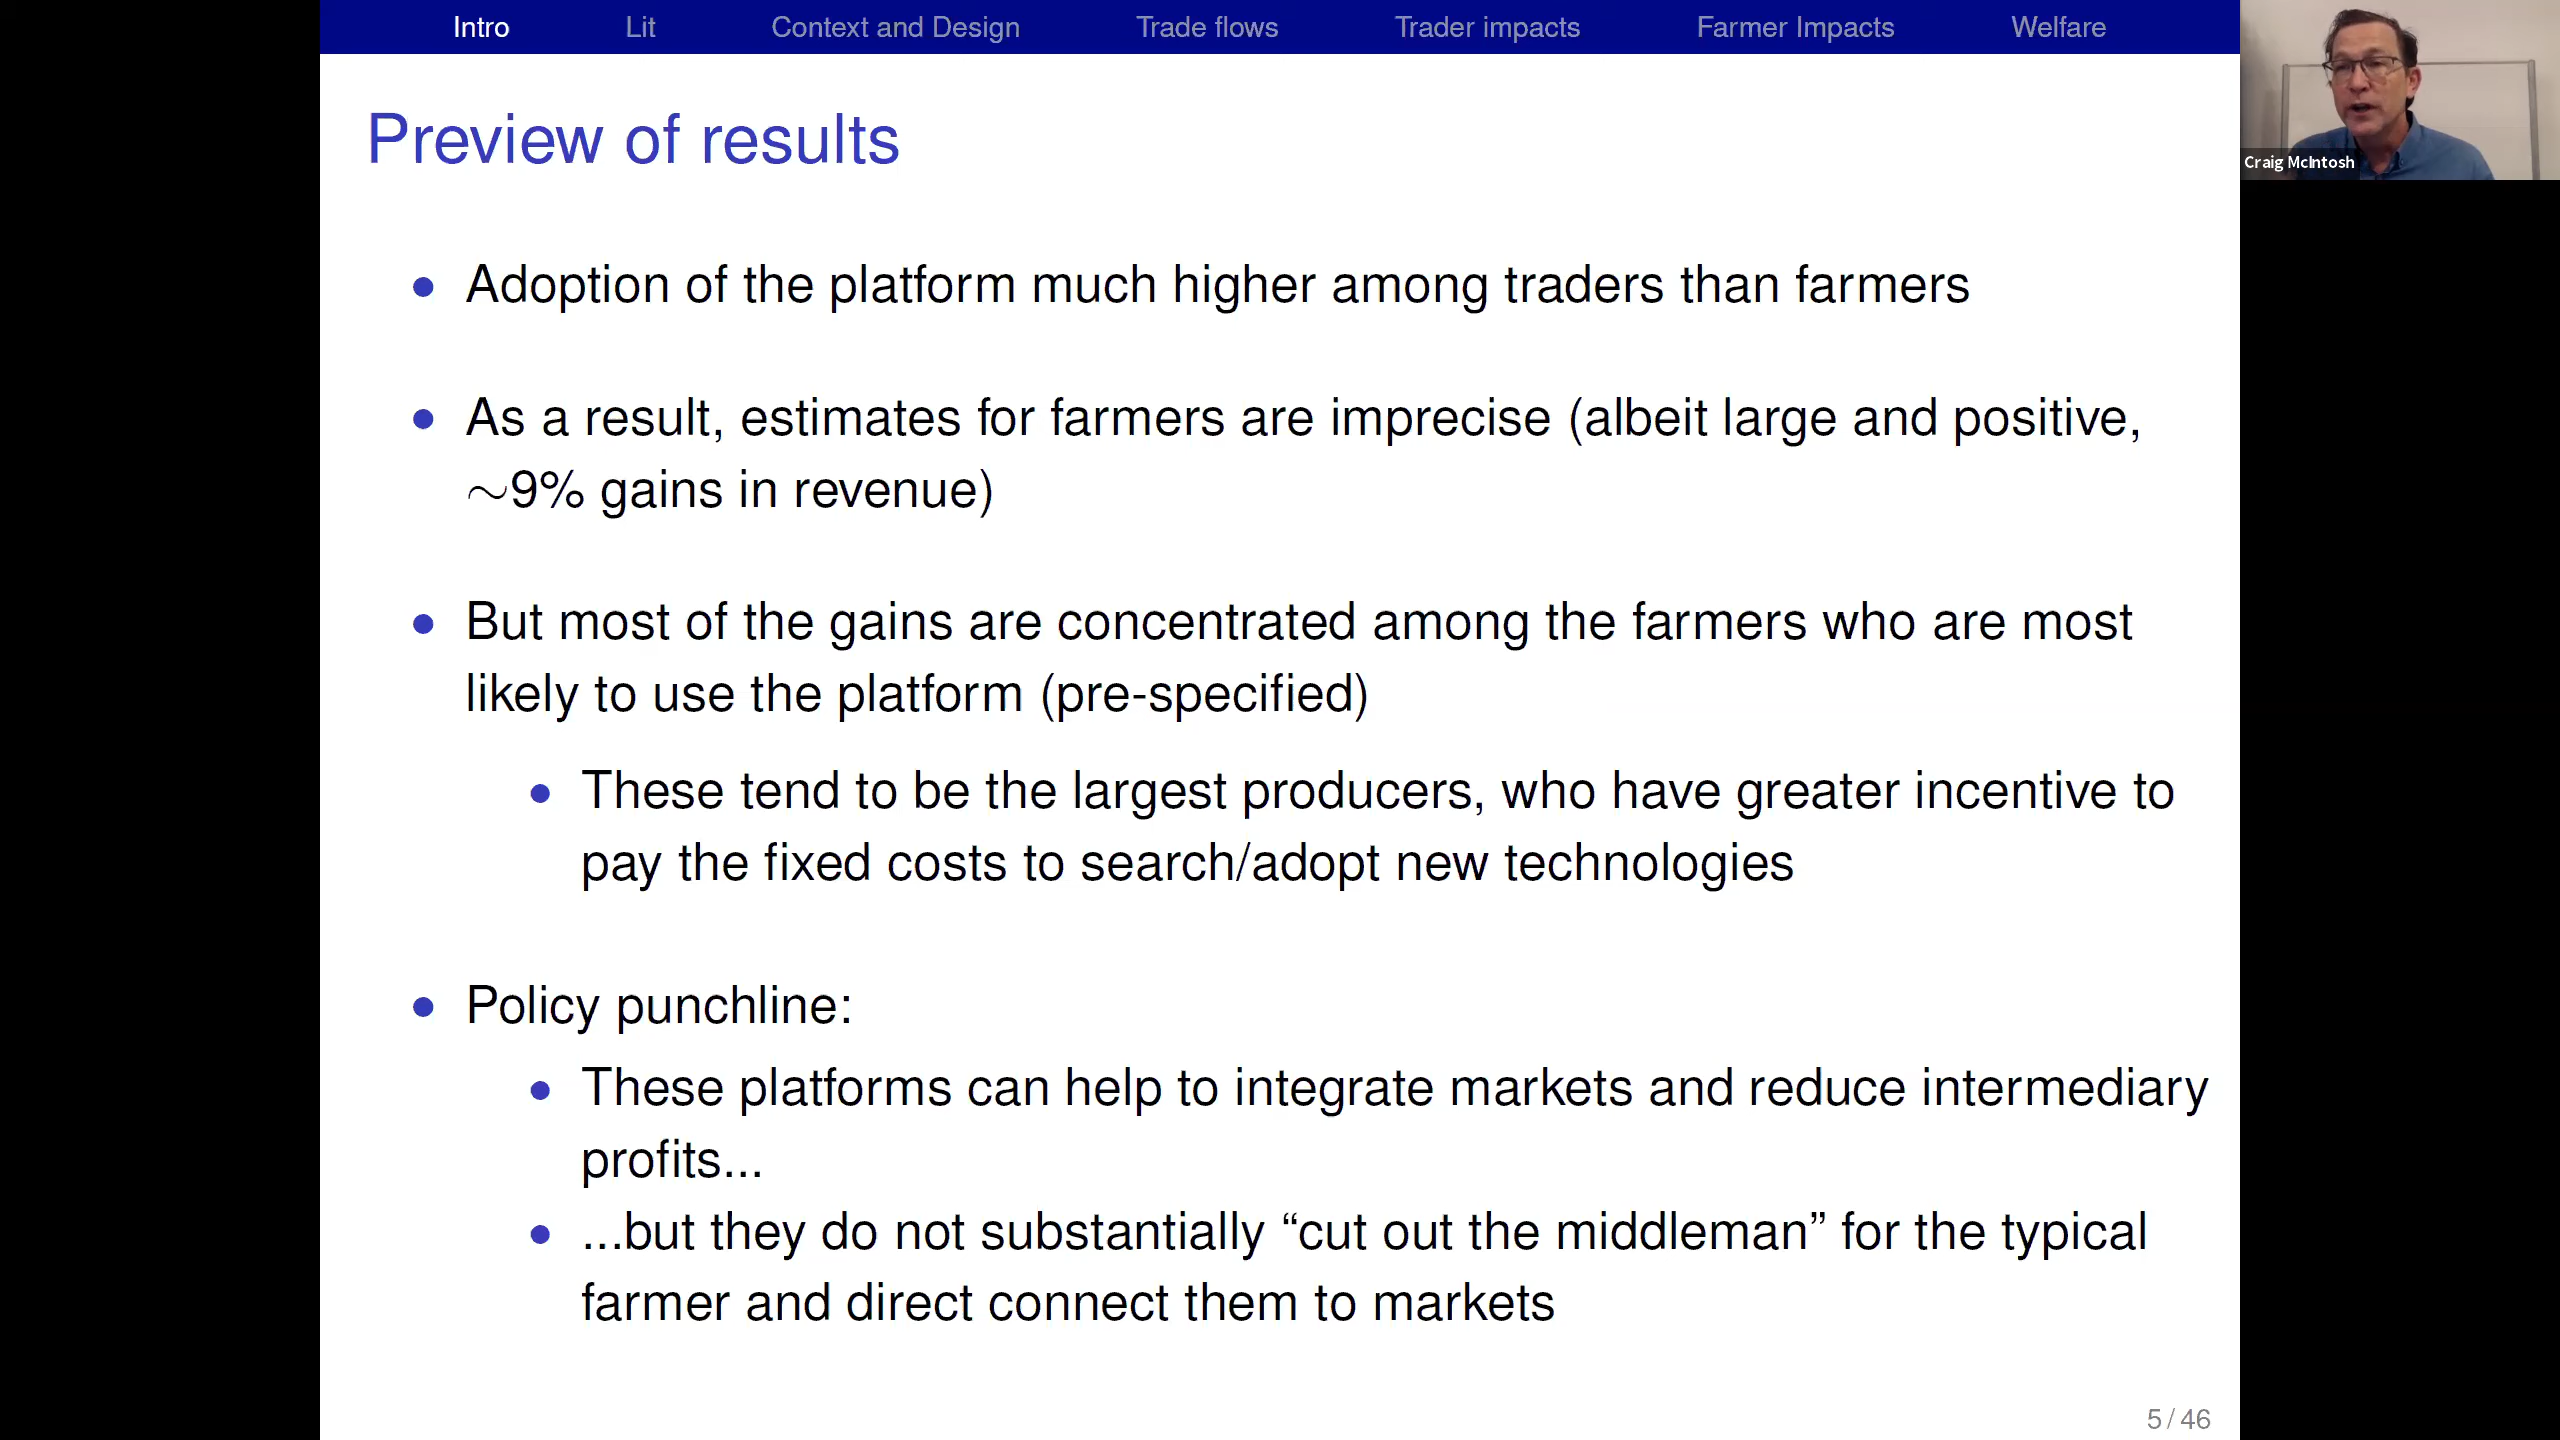 Intro Lit Context and Design Trade flows Trader impacts Farmer Impacts Welfare
Craig McIntosh
Preview of results
• Adoption of the platform much higher among traders than farmers
• As a result, estimates for farmers are imprecise (albeit large and positive,
∼9% gains in revenue)
• But most of the gains are concentrated among the farmers who are most
likely to use the platform (pre-specified)
• These tend to be the largest producers, who have greater incentive to
pay the fixed costs to search/adopt new technologies
• Policy punchline:
• These platforms can help to integrate markets and reduce intermediary
profits...
• ...but they do not substantially “cut out the middleman” for the typical
farmer and direct connect them to markets
5 / 46